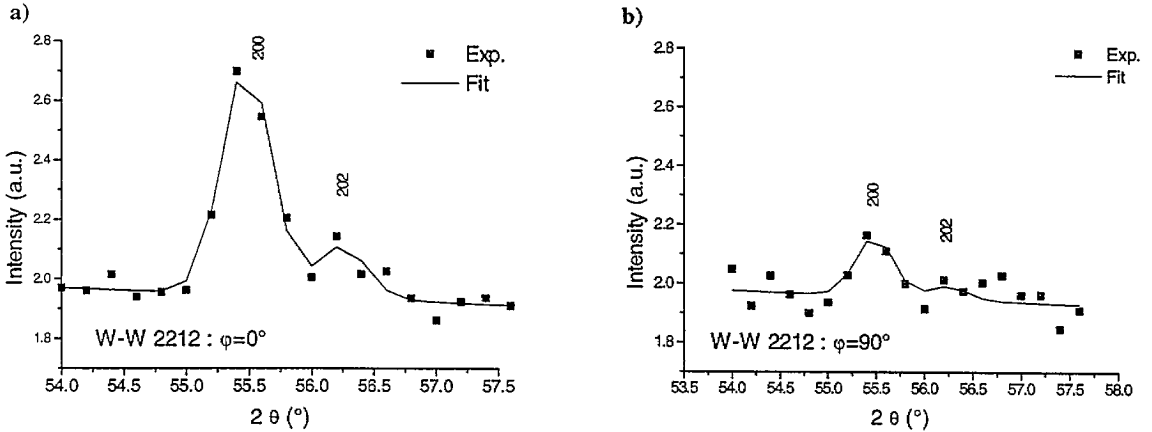 a)
2.8
2.6
2.4
2.2
2.0
1.8
Intensity (a.u.)
200
202
Exp.
Fit
W-W 2212 : φ=0°
54.0 54.5 55.0 55.5 56.0 56.5 57.0 57.5
2 θ (°)
b)
2.8
2.6
2.4
2.2
2.0
1.8
Intensity (a.u.)
200
202
Exp.
Fit
W-W 2212 : φ=90°
53.5 54.0 54.5 55.0 55.5 56.0 56.5 57.0 57.5 58.0
2 θ (°)